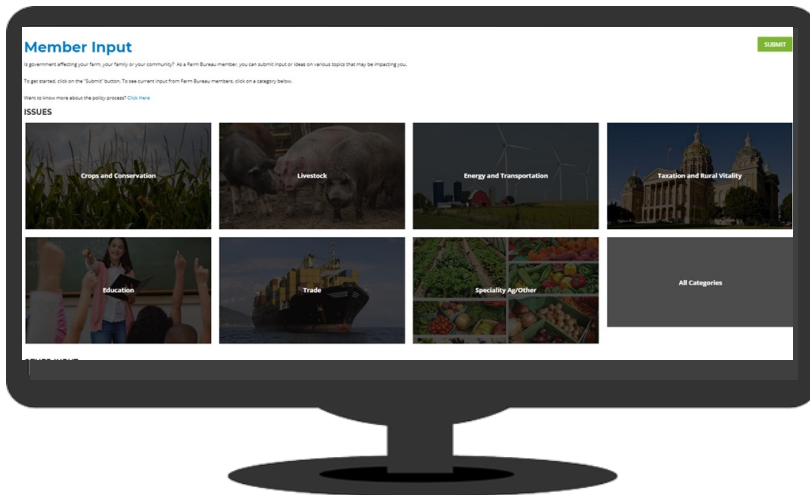 Member Input
SUBMIT
Is government affecting your farm, your family or your community? As a Farm Bureau member, you can submit input or ideas on various topics that may be impacting you.
To get started, click on the "Submit" button. To see current input from Farm Bureau members, click on a category below.
Want to know more about the policy process? Click Here
ISSUES
Crops and Conservation
Livestock
Energy and Transportation
Taxation and Rural Vitality
Education
Trade
Speciality Ag/Other
All Categories